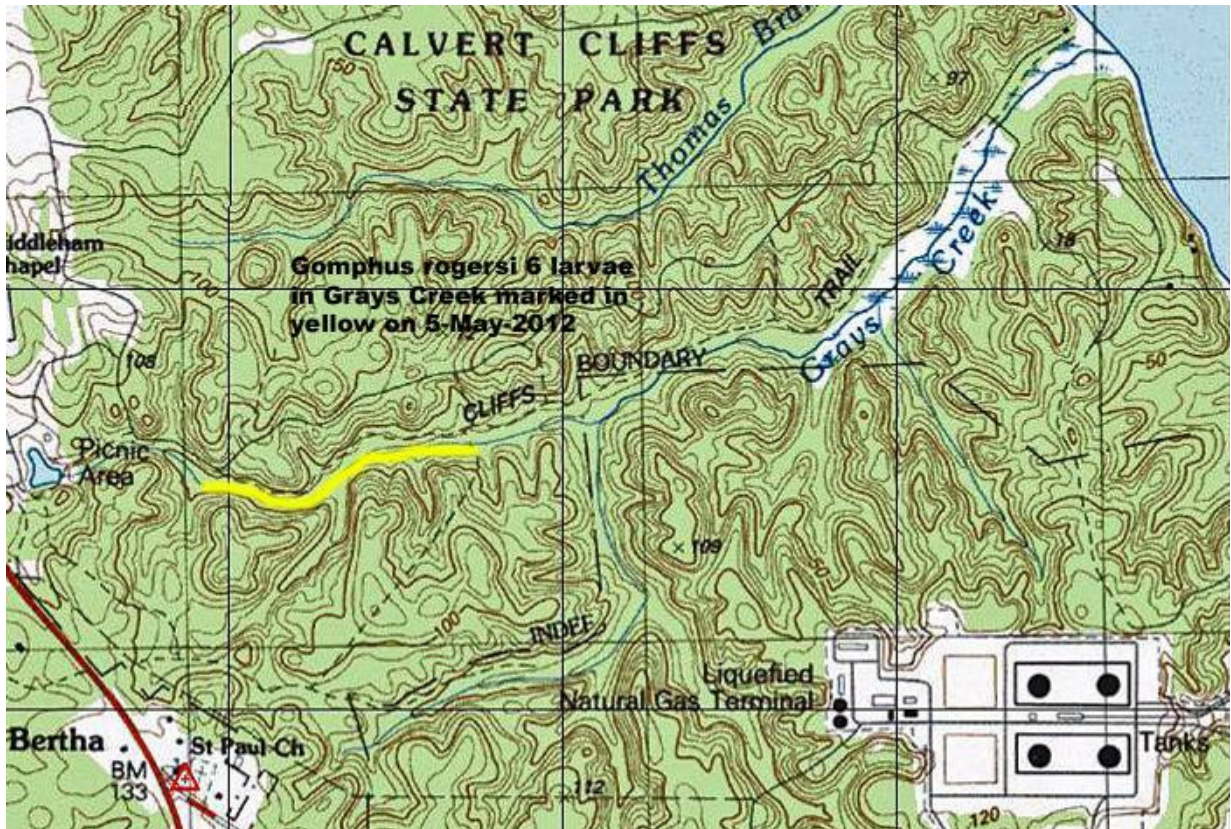 CALVERT CLIFFS
STATE PARK
Thomas
50
97
iddleham
hapel
100
18
Gomphus rogersi 6 larvae
in Grays Creek marked in
yellow on 5-May-2012
TRAIL
Grays Creek
108
BOUNDARY
50
CLIFFS
Picnic
Area
109
50
100
INDEF
Liquefied
Natural Gas Terminal
Bertha
St Paul Ch
Tanks
BM
133
112
120